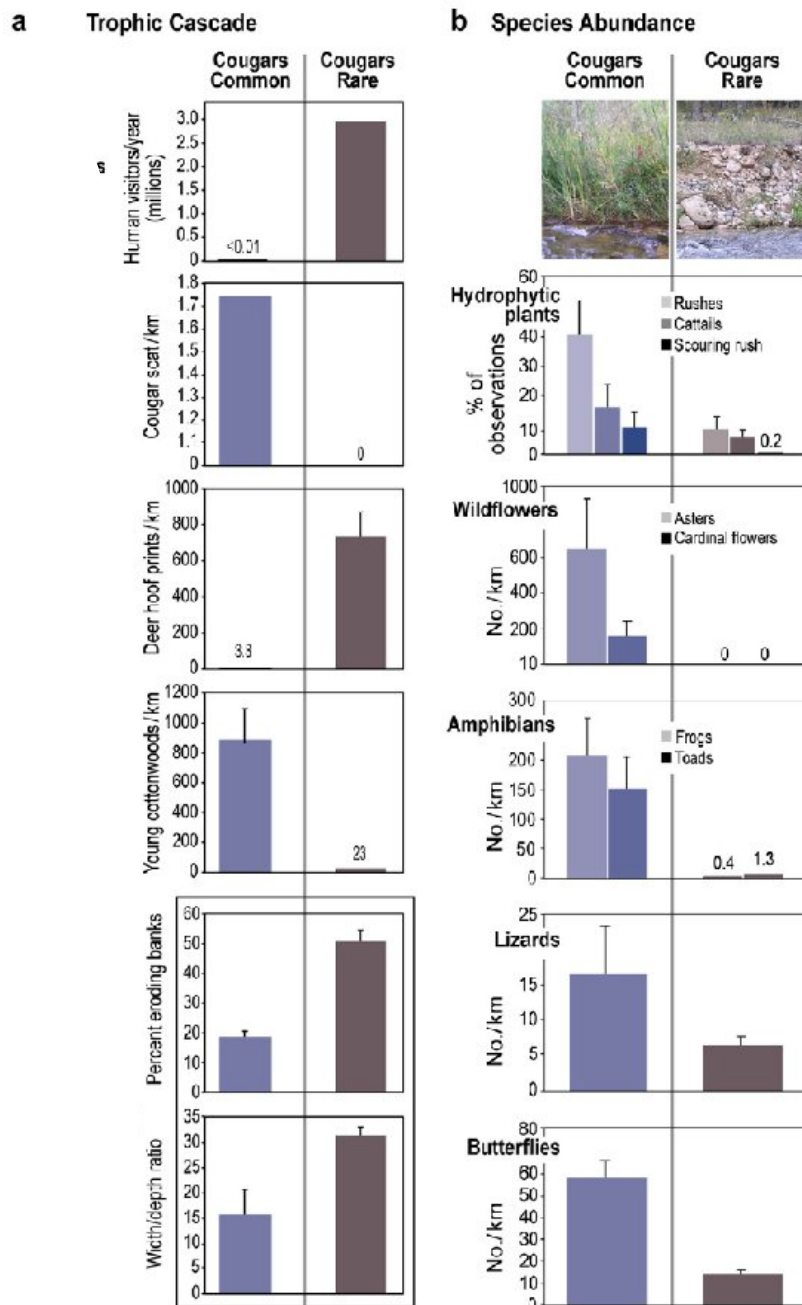 a Trophic Cascade
Cougars Common
Cougars Rare
Human visitors/year
(millions)
3.0
2.5
2.0
1.5
1.0
0.5
0
<0.01
Cougar scat/km
1.8
1.7
1.6
1.5
1.4
1.3
1.2
1.1
0
0
Deer hoof prints/km
1000
800
600
400
200
0
3.3
Young cottonwoods/km
1200
1000
800
600
400
200
0
23
Percent eroding banks
60
50
40
30
20
10
0
Width/depth ratio
35
30
25
20
15
10
5
0
b Species Abundance
Cougars Common
Cougars Rare
Hydrophytic
plants
% of
observations
60
40
30
20
10
0
Rushes
Cattails
Scouring rush
0.2
Wildflowers
No./km
1000
600
400
200
10
Asters
Cardinal flowers
0 0
Amphibians
No./km
300
200
150
100
50
0
Frogs
Toads
0.4 1.3
Lizards
No./km
25
15
10
5
0
Butterflies
No./km
80
60
50
40
30
20
10
0